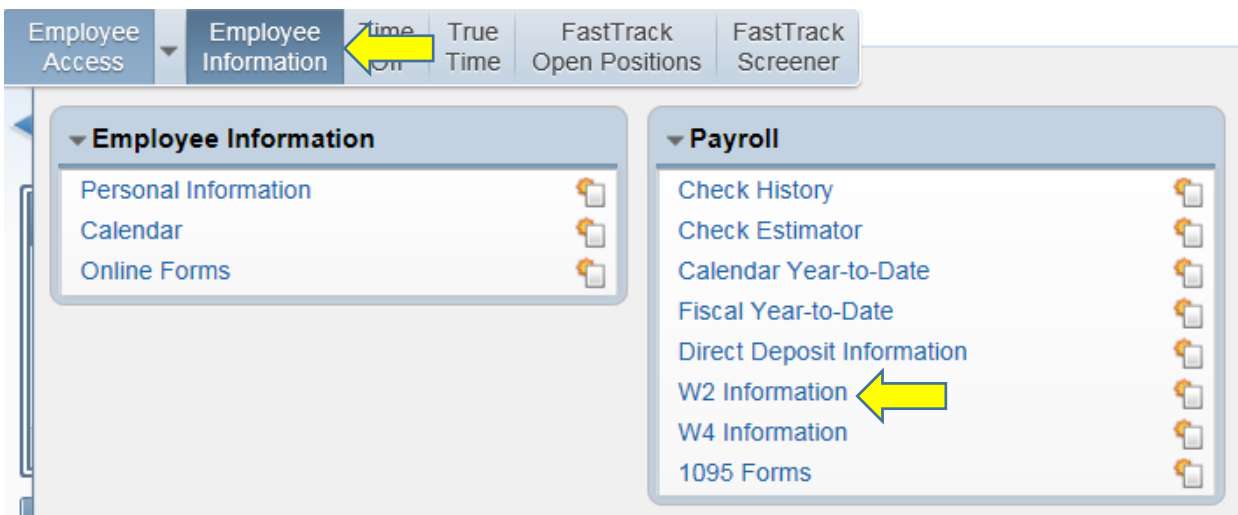 Employee Access
Employee Information
Time Off
True Time
FastTrack Open Positions
FastTrack Screener
Employee Information
Personal Information
Calendar
Online Forms
Payroll
Check History
Check Estimator
Calendar Year-to-Date
Fiscal Year-to-Date
Direct Deposit Information
W2 Information
W4 Information
1095 Forms